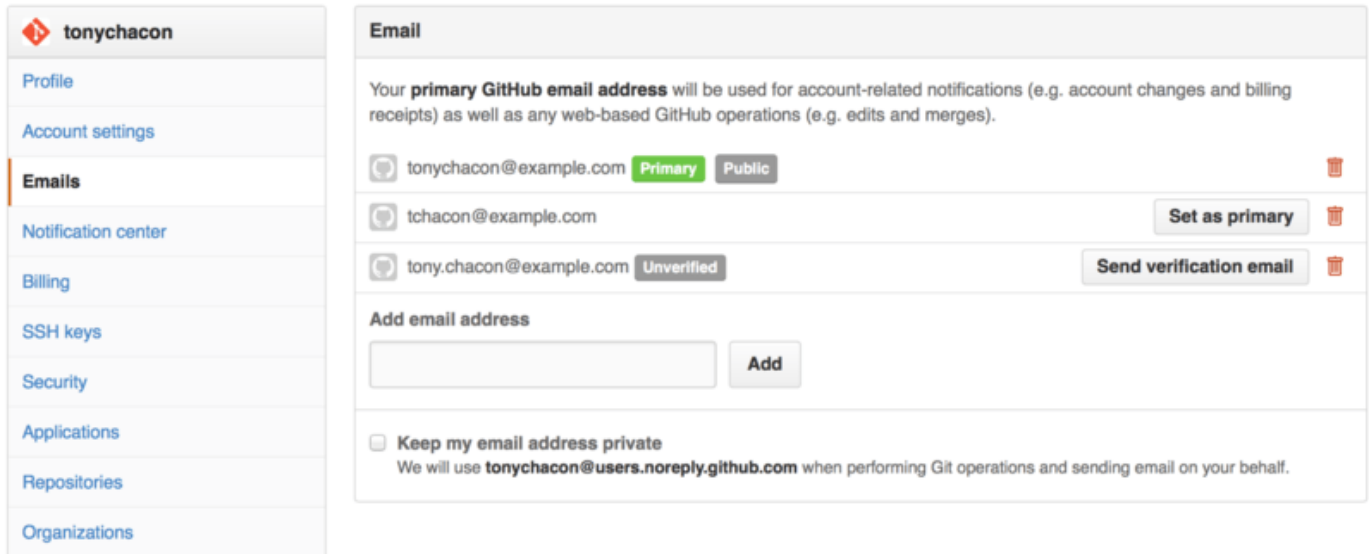 tonychacon
Profile
Account settings
Emails
Notification center
Billing
SSH keys
Security
Applications
Repositories
Organizations
Email
Your primary GitHub email address will be used for account-related notifications (e.g. account changes and billing
receipts) as well as any web-based GitHub operations (e.g. edits and merges).
tonychacon@example.com Primary Public
tchacon@example.com Set as primary
tony.chacon@example.com Unverified Send verification email
Add email address
Add
Keep my email address private
We will use tonychacon@users.noreply.github.com when performing Git operations and sending email on your behalf.